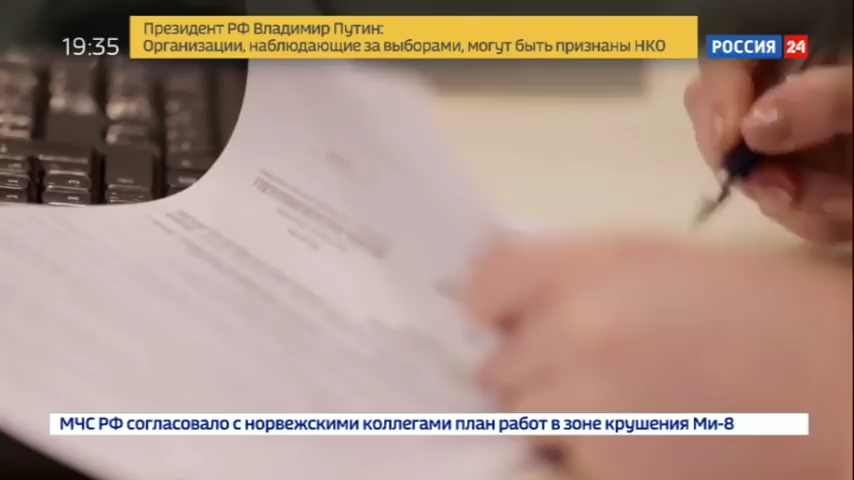 19:35
Президент РФ Владимир Путин:
Организации, наблюдающие за выборами, могут быть признаны НКО
РОССИЯ 24
МЧС РФ согласовало с норвежскими коллегами план работ в зоне крушения Ми-8